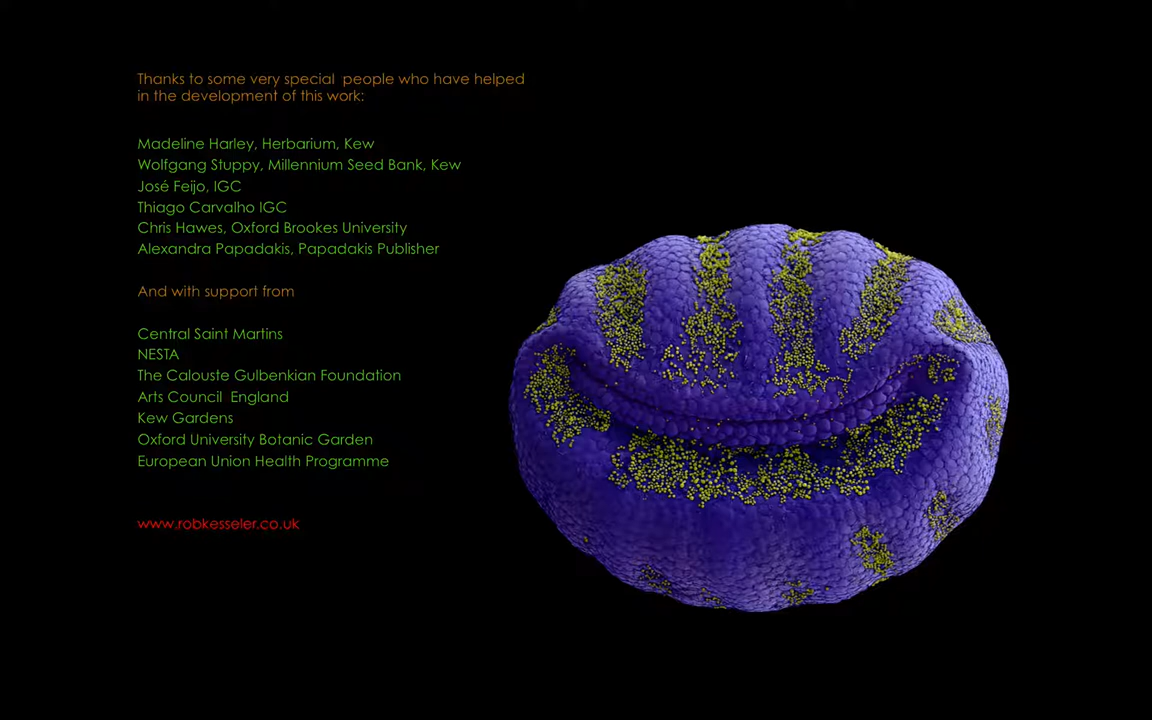 Thanks to some very special people who have helped
in the development of this work:
Madeline Harley, Herbarium, Kew
Wolfgang Stuppy, Millennium Seed Bank, Kew
José Feijo, IGC
Thiago Carvalho IGC
Chris Hawes, Oxford Brookes University
Alexandra Papadakis, Papadakis Publisher
And with support from
Central Saint Martins
NESTA
The Calouste Gulbenkian Foundation
Arts Council England
Kew Gardens
Oxford University Botanic Garden
European Union Health Programme
www.robkesseler.co.uk